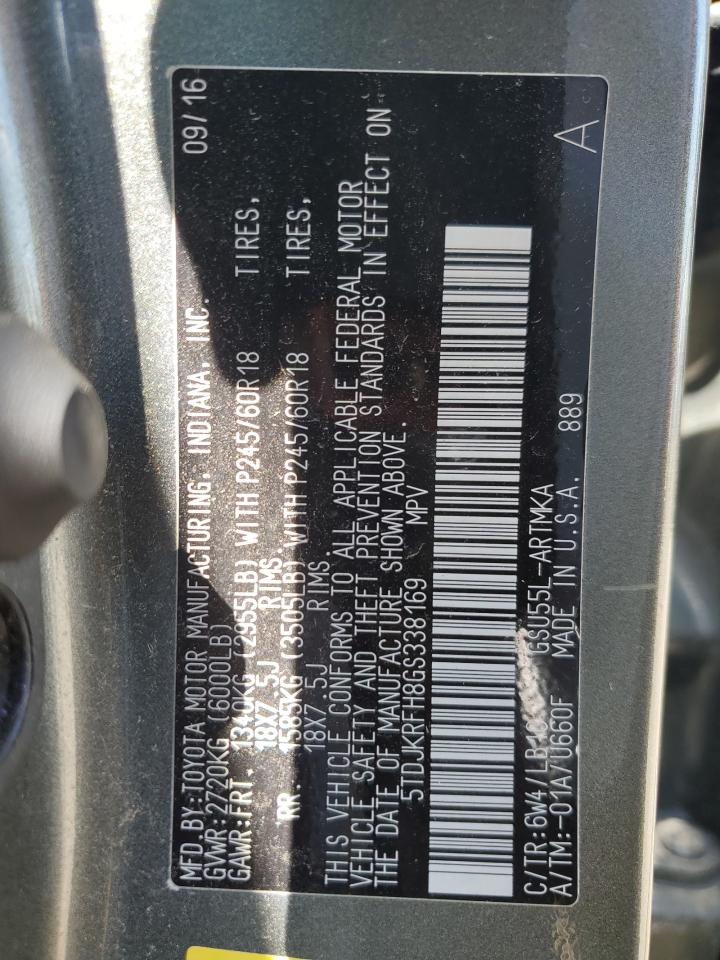 MFD.BY:TOYOTA MOTOR MANUFACTURING, INDIANA, INC. 09/16
GVWR:2720KG (6000LB)
GAWR:FRT. 1340KG (2955LB) WITH P245/60R18 TIRES,
18X7.5J RIMS.
RR. 1585KG (3505LB) WITH P245/60R18 TIRES,
18X7.5J RIMS.
THIS VEHICLE CONFORMS TO ALL APPLICABLE FEDERAL MOTOR
VEHICLE SAFETY AND THEFT PREVENTION STANDARDS IN EFFECT ON
THE DATE OF MANUFACTURE SHOWN ABOVE.
5TDJKRFH8GS338169 MPV
C/TR:6W4/ GSU55L-ARTMKA
A/TM:-01A/U660F MADE IN U.S.A. 889 A